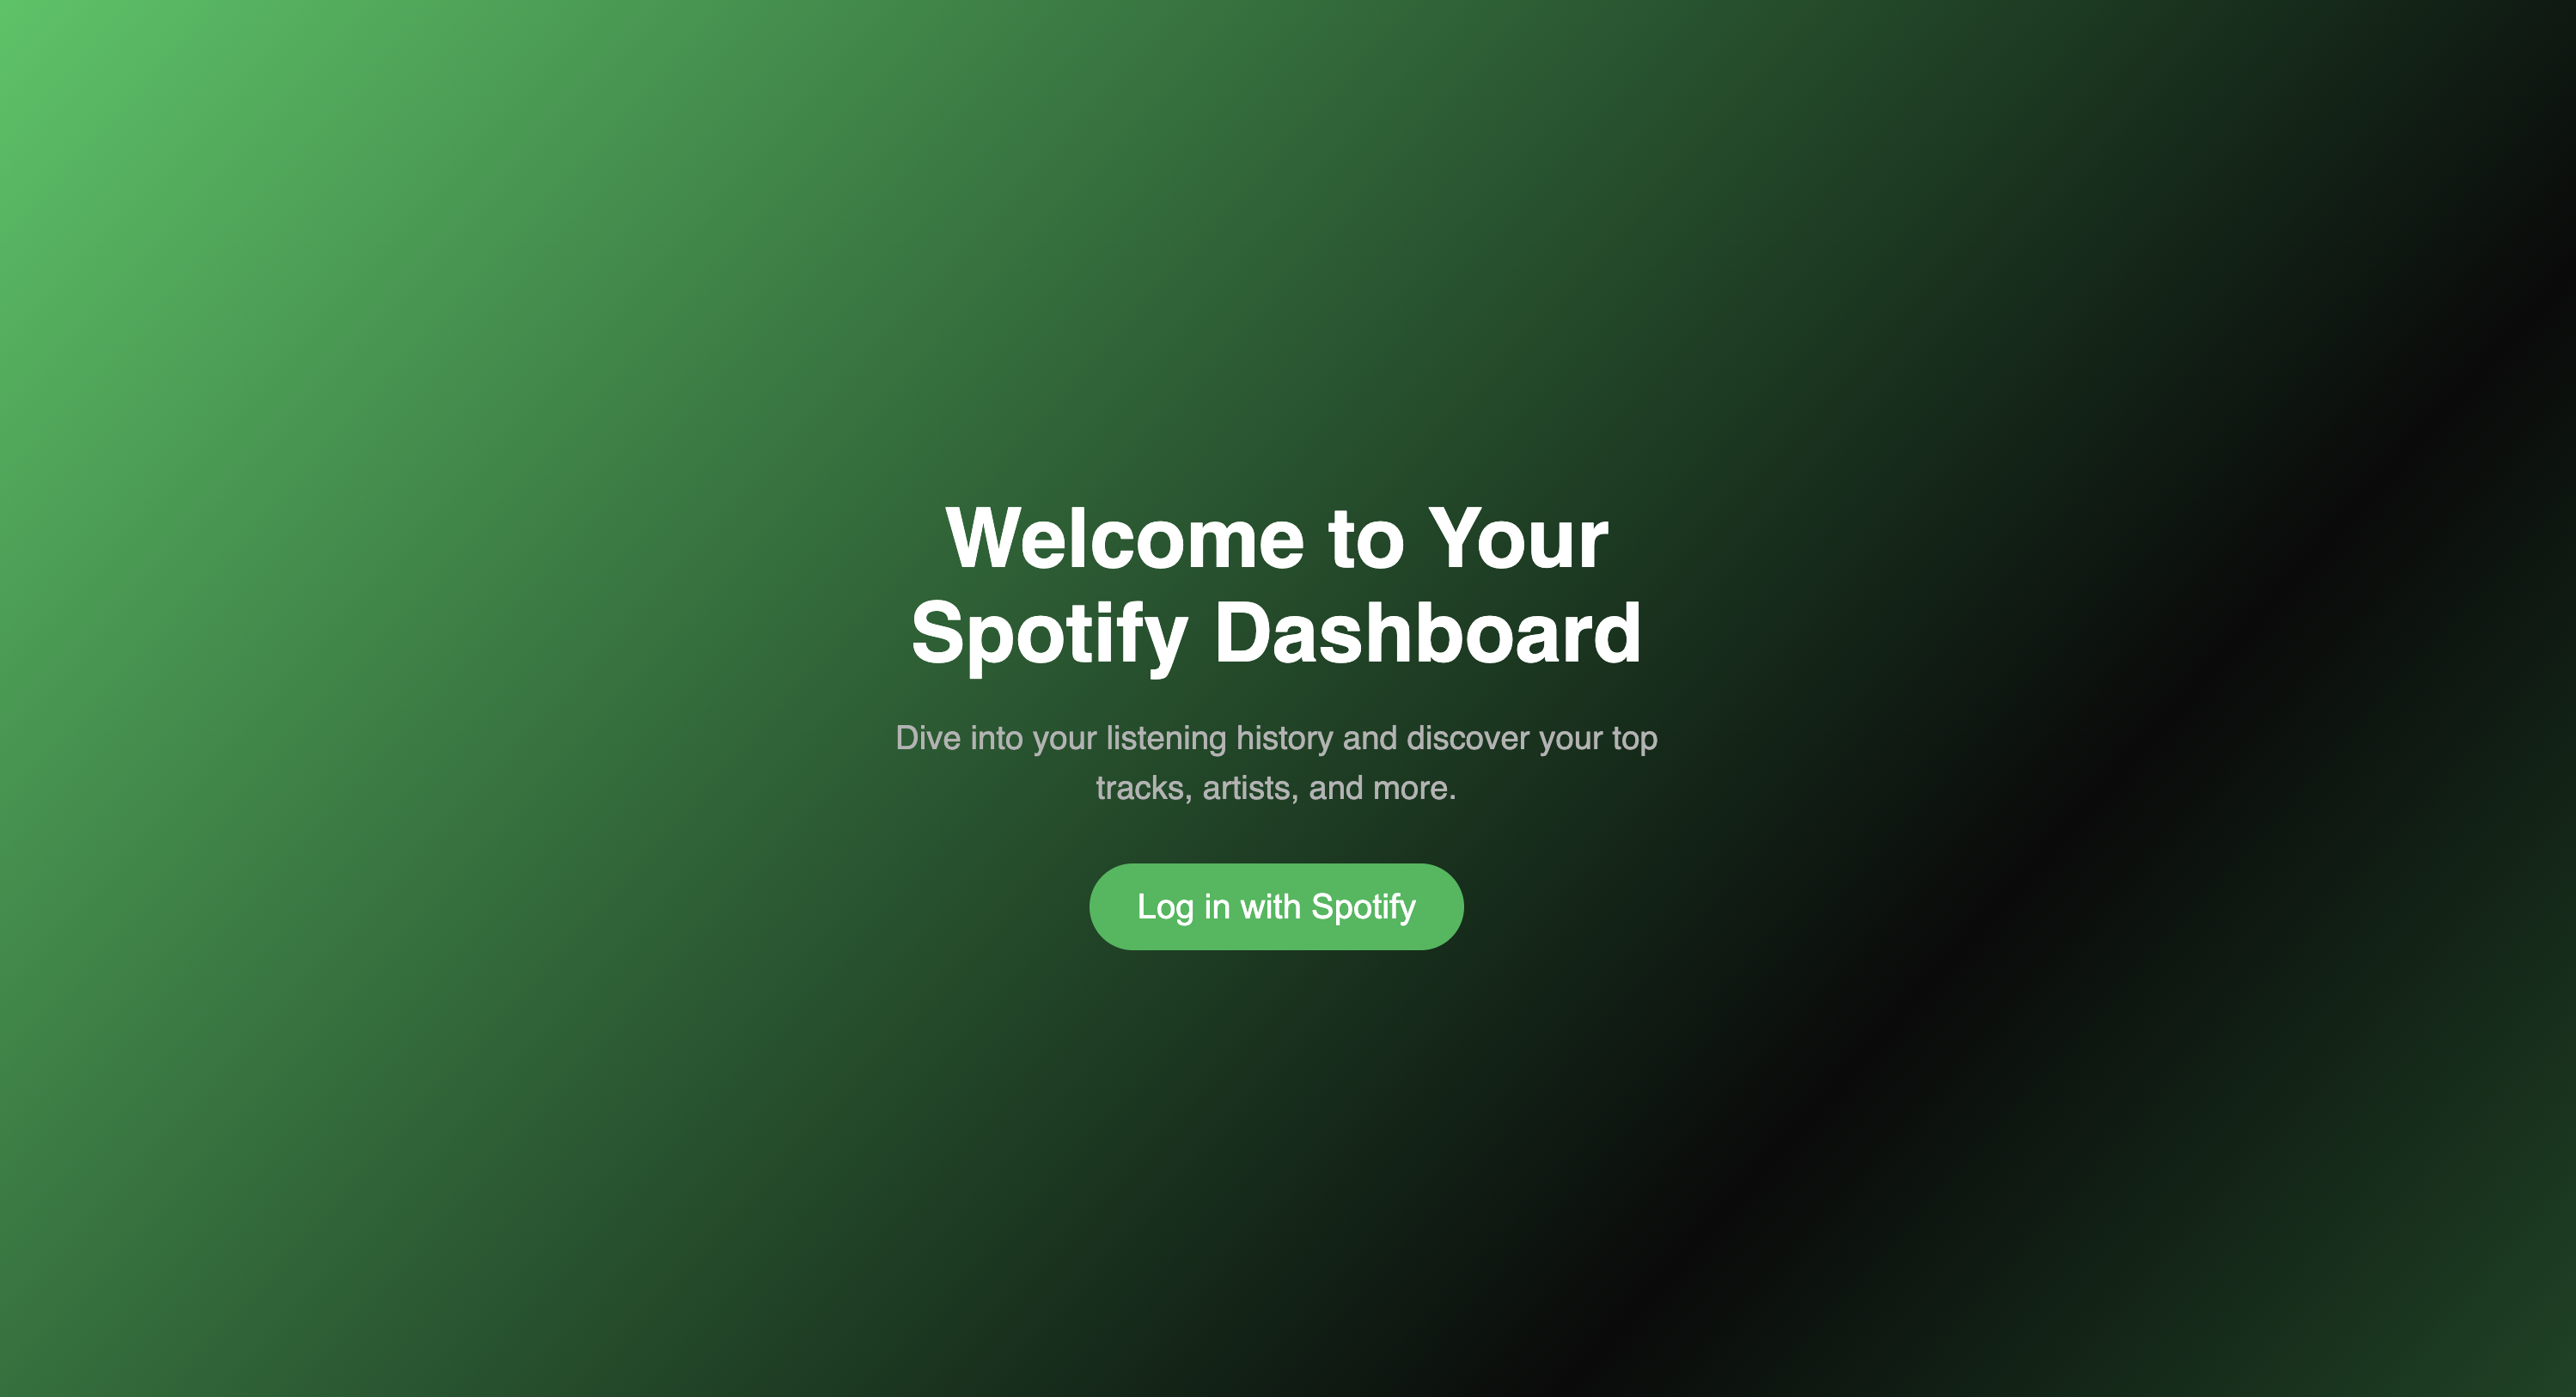 Welcome to Your
Spotify Dashboard
Dive into your listening history and discover your top
tracks, artists, and more.
Log in with Spotify